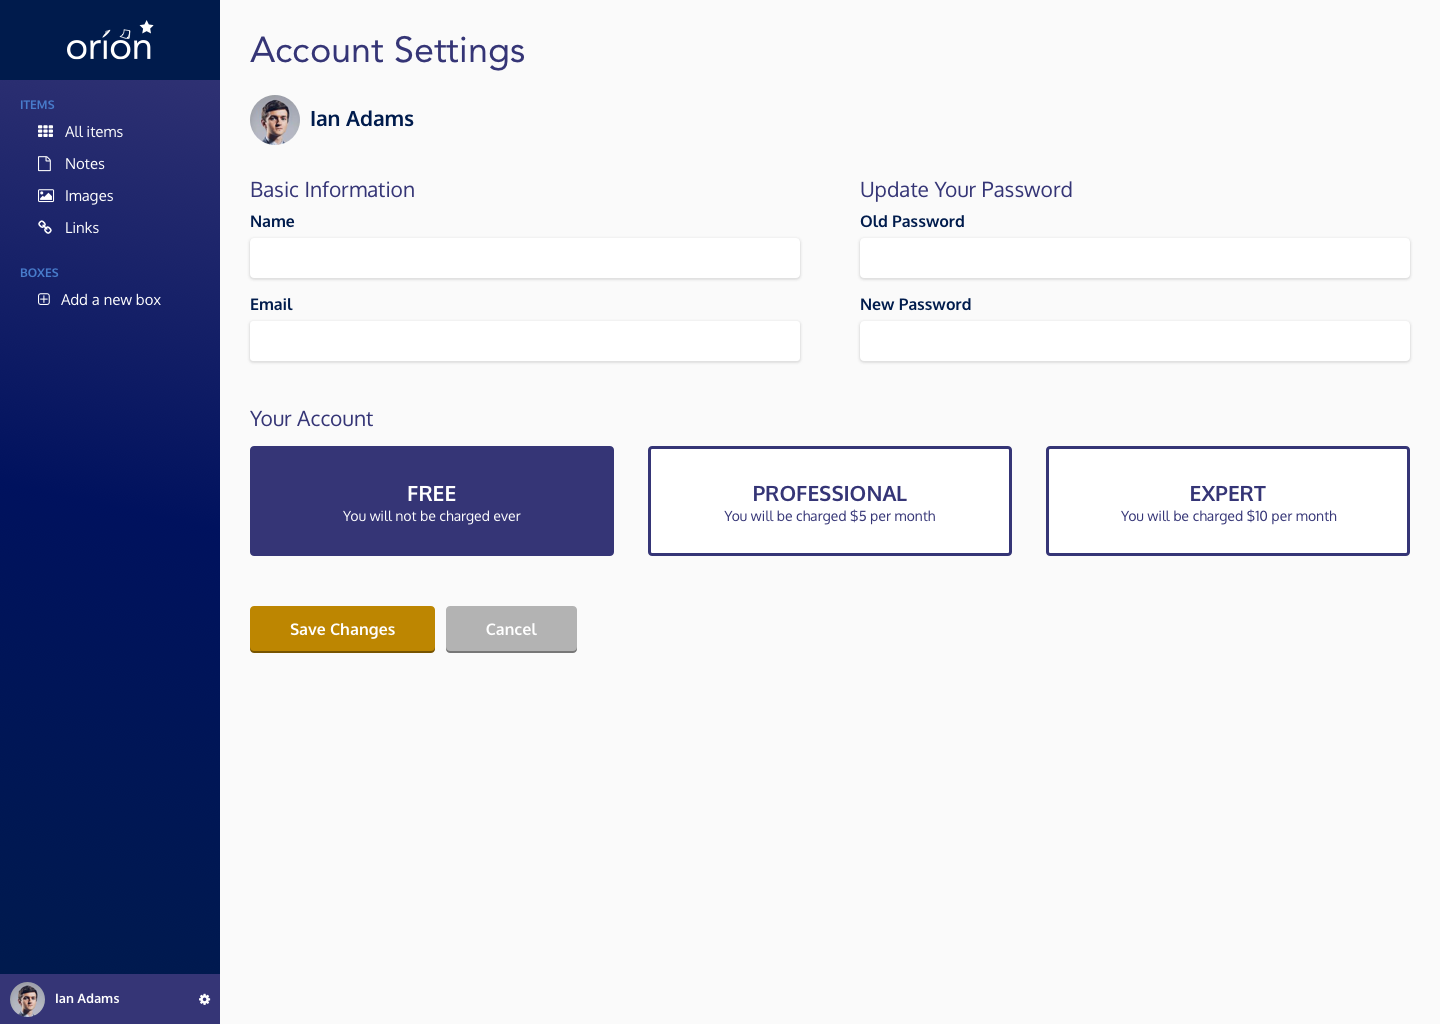 oríon
ITEMS
All items
Notes
Images
Links
BOXES
Add a new box
Ian Adams
Account Settings
Ian Adams
Basic Information
Name
Email
Update Your Password
Old Password
New Password
Your Account
FREE
You will not be charged ever
PROFESSIONAL
You will be charged $5 per month
EXPERT
You will be charged $10 per month
Save Changes
Cancel